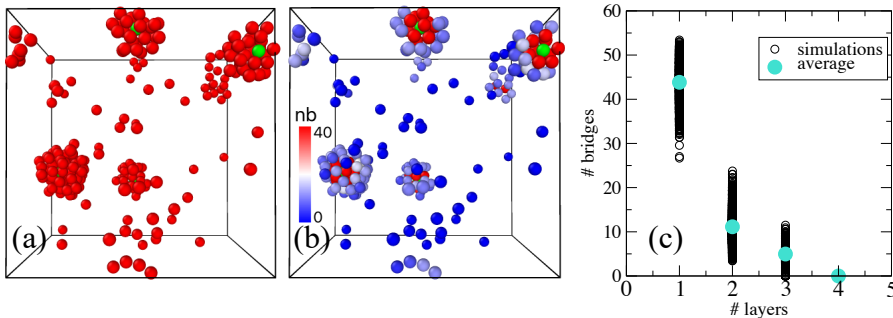 (a)
nb
40
0
(b)
60
50
40
30
20
10
0
# bridges
simulations
average
(c)
0 1 2 3 4 5
# layers